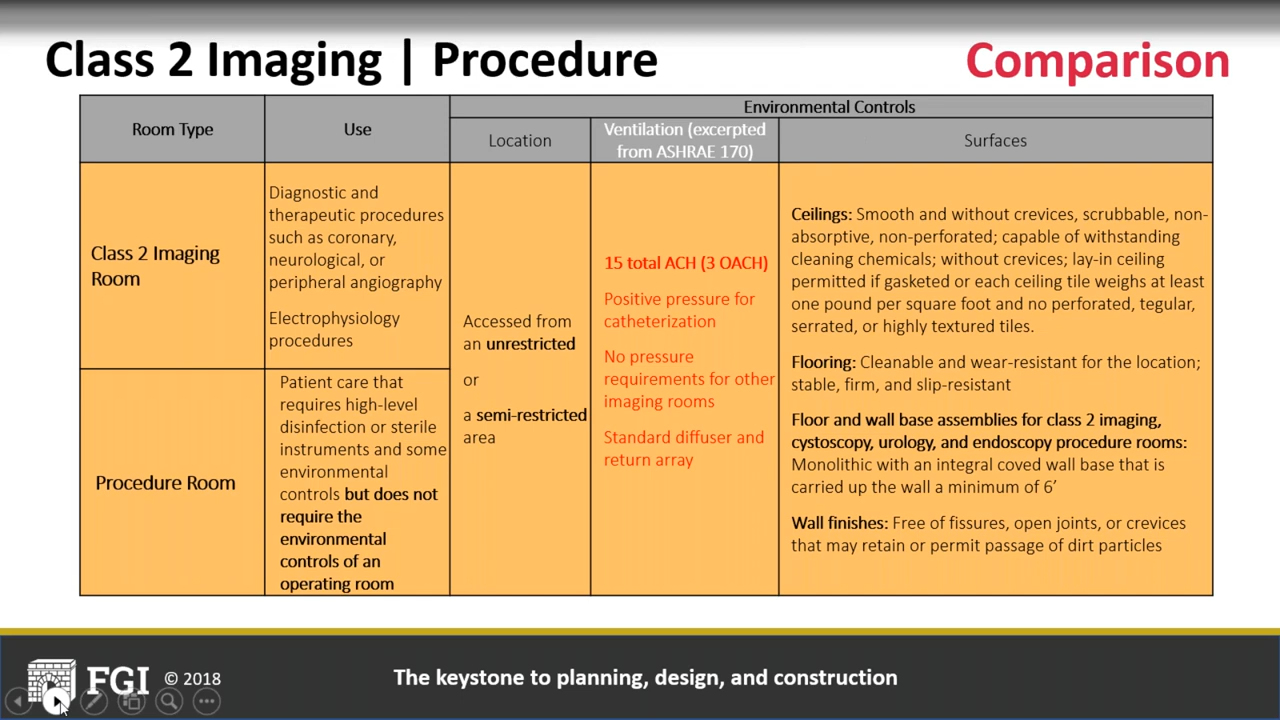 Class 2 Imaging | Procedure
Comparison
Room Type
Use
Environmental Controls
Location
Ventilation (excerpted
from ASHRAE 170)
Surfaces
Class 2 Imaging
Room
Diagnostic and
therapeutic procedures
such as coronary,
neurological, or
peripheral angiography
Electrophysiology
procedures
Procedure Room
Patient care that
requires high-level
disinfection or sterile
instruments and some
environmental
controls but does not
require the
environmental
controls of an
operating room
Accessed from
an unrestricted
or
a semi-restricted
area
15 total ACH (3 OACH)
Positive pressure for
catheterization
No pressure
requirements for other
imaging rooms
Standard diffuser and
return array
Ceilings: Smooth and without crevices, scrubbable, non-
absorptive, non-perforated; capable of withstanding
cleaning chemicals; without crevices; lay-in ceiling
permitted if gasketed or each ceiling tile weighs at least
one pound per square foot and no perforated, tegular,
serrated, or highly textured tiles.
Flooring: Cleanable and wear-resistant for the location;
stable, firm, and slip-resistant
Floor and wall base assemblies for class 2 imaging,
cystoscopy, urology, and endoscopy procedure rooms:
Monolithic with an integral coved wall base that is
carried up the wall a minimum of 6’
Wall finishes: Free of fissures, open joints, or crevices
that may retain or permit passage of dirt particles
FGI © 2018
The keystone to planning, design, and construction